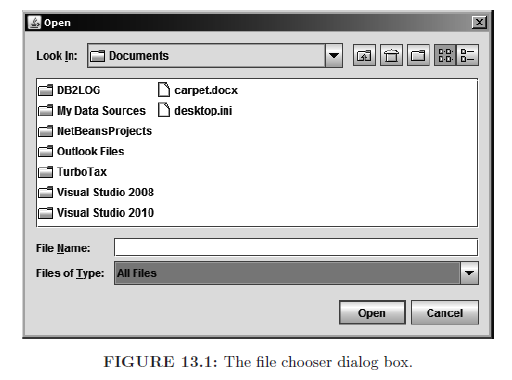 Open
Look In: Documents
DB2LOG carpet.docx
My Data Sources desktop.ini
NetBeansProjects
Outlook Files
TurboTax
Visual Studio 2008
Visual Studio 2010
File Name:
Files of Type: All Files
Open Cancel
FIGURE 13.1: The file chooser dialog box.